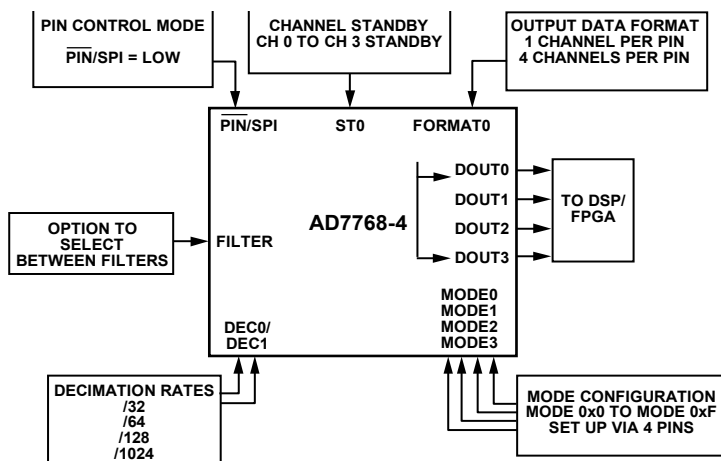 PIN CONTROL MODE
PIN/SPI = LOW
CHANNEL STANDBY
CH 0 TO CH 3 STANDBY
OUTPUT DATA FORMAT
1 CHANNEL PER PIN
4 CHANNELS PER PIN
PIN/SPI
ST0
FORMAT0
DOUT0
DOUT1
DOUT2
DOUT3
TO DSP/
FPGA
AD7768-4
OPTION TO
SELECT
BETWEEN FILTERS
FILTER
MODE0
MODE1
MODE2
MODE3
DEC0/
DEC1
DECIMATION RATES
/32
/64
/128
/1024
MODE CONFIGURATION
MODE 0x0 TO MODE 0xF
SET UP VIA 4 PINS